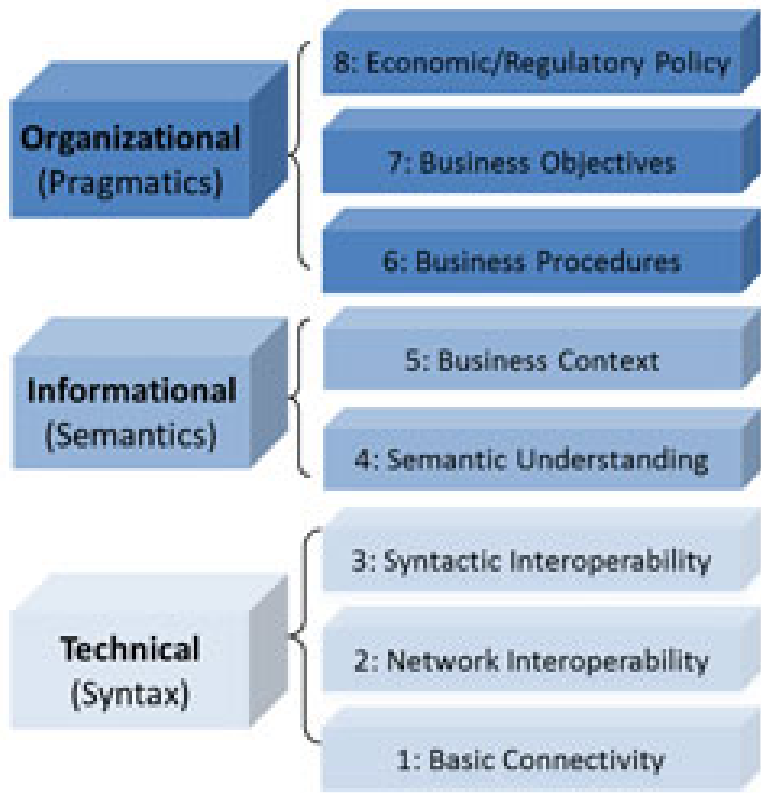 Organizational
(Pragmatics)
8: Economic/Regulatory Policy
7: Business Objectives
6: Business Procedures
Informational
(Semantics)
5: Business Context
4: Semantic Understanding
Technical
(Syntax)
3: Syntactic Interoperability
2: Network Interoperability
1: Basic Connectivity